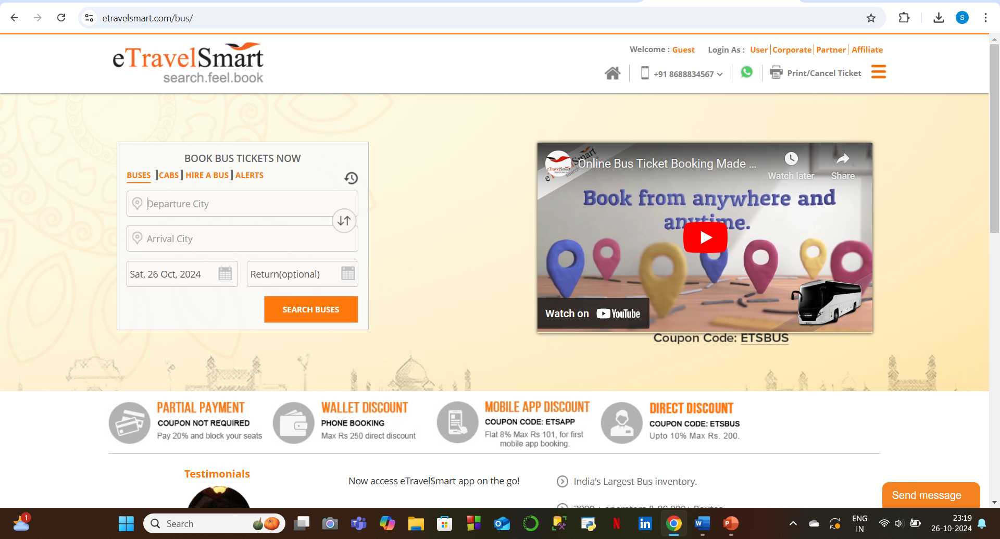 etravelsmart.com/bus/
S
eTravelSmart
search.feel.book
Welcome : Guest
Login As : User Corporate Partner Affiliate
+91 8688834567
Print/Cancel Ticket
BOOK BUS TICKETS NOW
BUSES CABS HIRE A BUS ALERTS
Departure City
Arrival City
Sat, 26 Oct, 2024
Return(optional)
SEARCH BUSES
Online Bus Ticket Booking Made ...
Watch later
Share
Book from anywhere and
anytime.
Watch on YouTube
Coupon Code: ETSBUS
PARTIAL PAYMENT
COUPON NOT REQUIRED
Pay 20% and block your seats
WALLET DISCOUNT
PHONE BOOKING
Max Rs 250 direct discount
MOBILE APP DISCOUNT
COUPON CODE: ETSAPP
Flat 8% Max Rs 101, for first
mobile app booking.
DIRECT DISCOUNT
COUPON CODE: ETSBUS
Upto 10% Max Rs. 200.
Testimonials
Now access eTravelSmart app on the go!
India's Largest Bus inventory.
Send message
1
Search
ENG
IN
23:19
26-10-2024